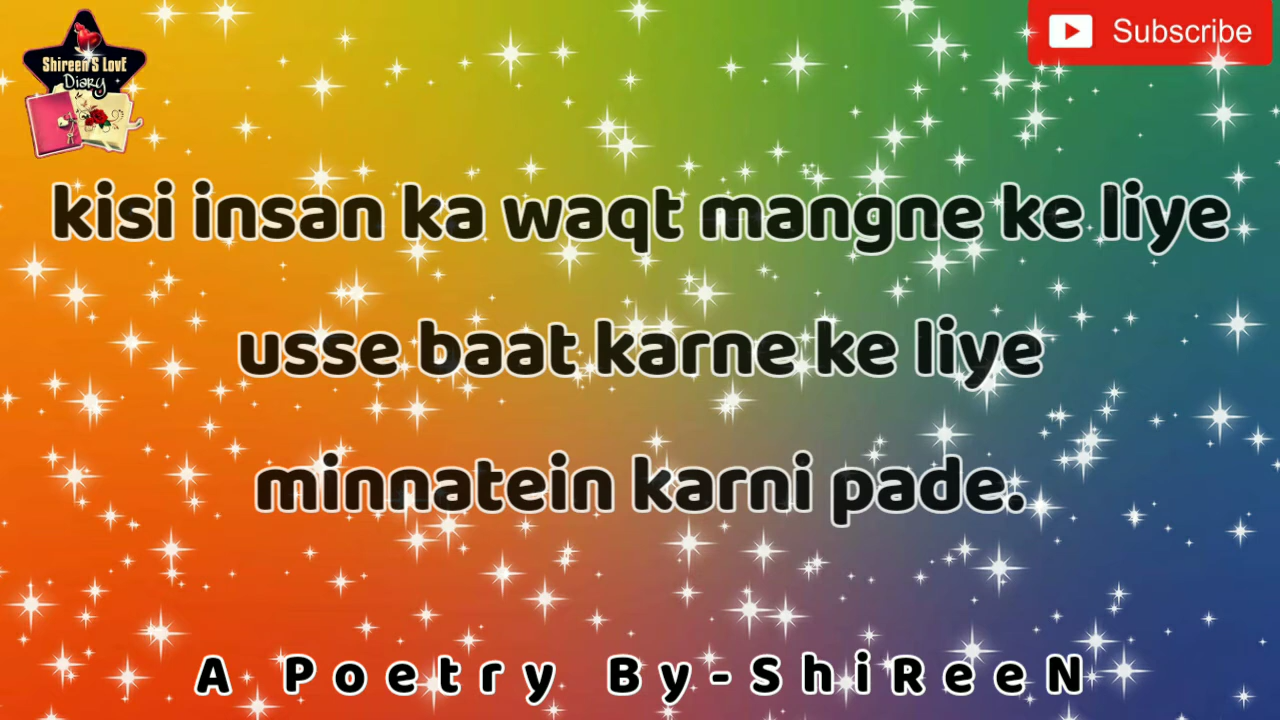 Shireen'S LovE
Diary
Subscribe
kisi insan ka waqt mangne ke liye
usse baat karne ke liye
minnatein karni pade.
A Poetry By-ShiReeN